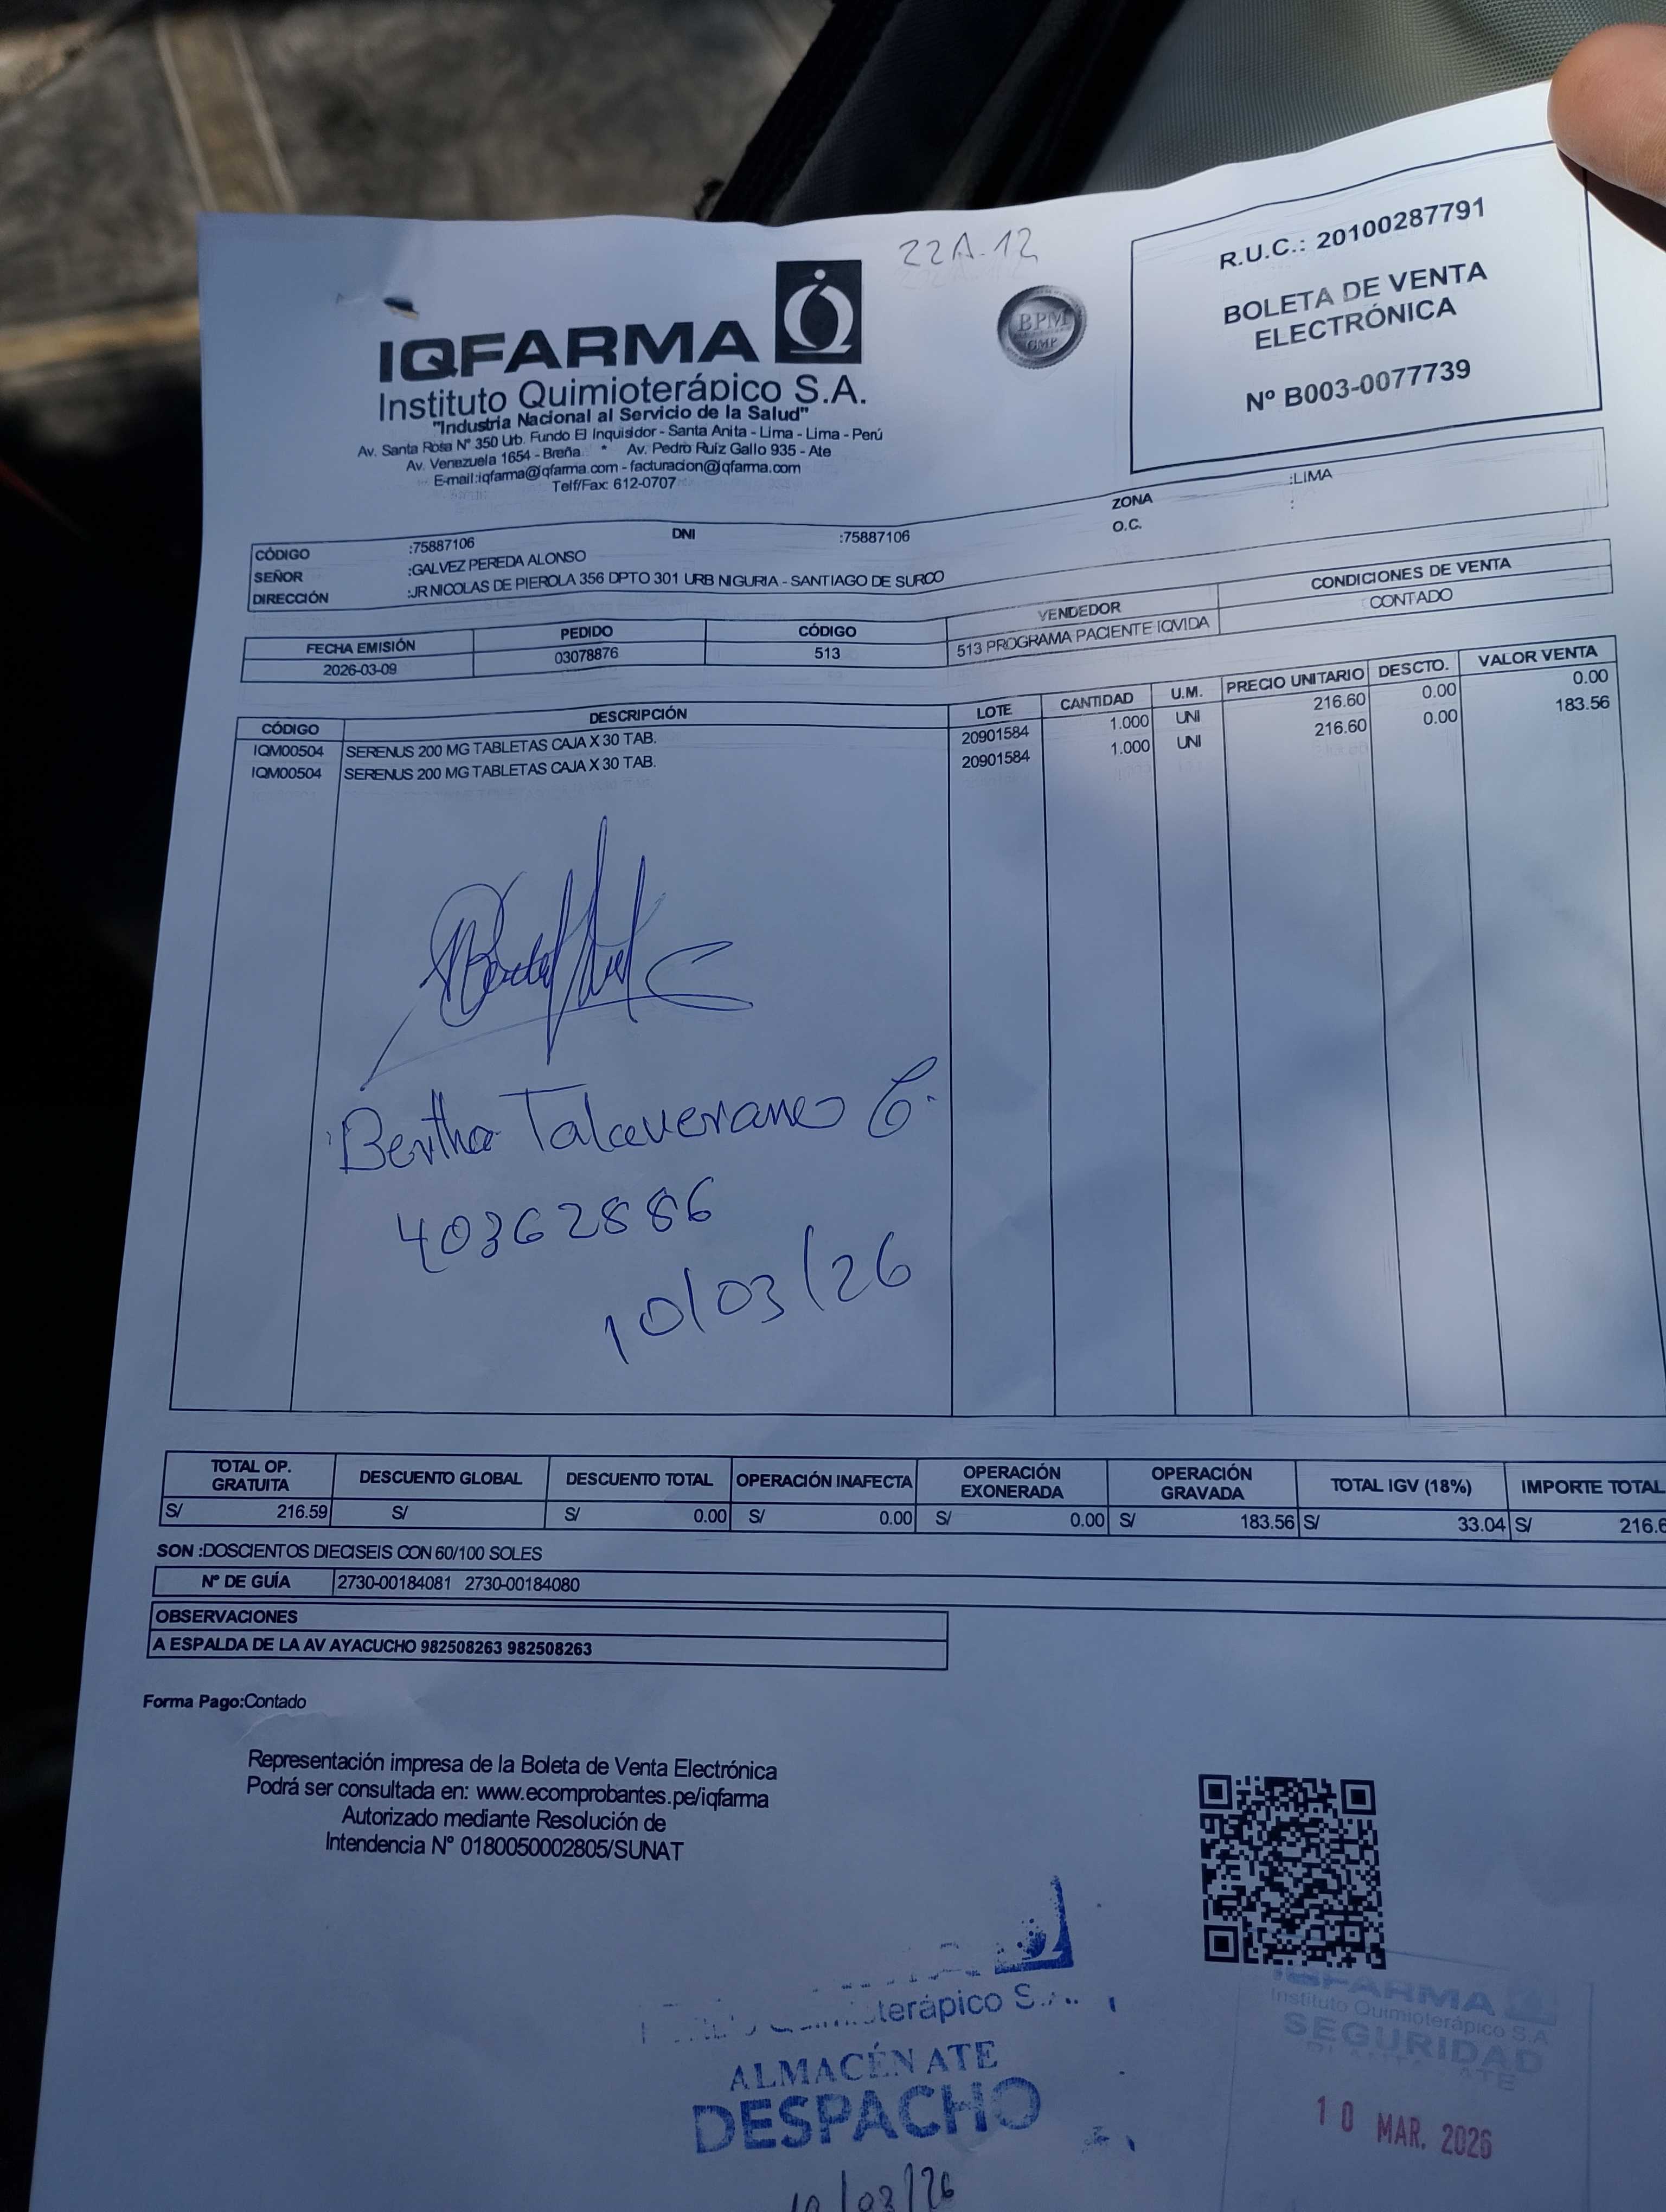 22A-12
IQFARMA
Instituto Quimioterápico S.A.
"Industria Nacional al Servicio de la Salud"
Av. Santa Rosa Nº 350 Urb. Fundo El Inquisidor - Santa Anita - Lima - Lima - Perú
Av. Venezuela 1654 - Breña * Av. Pedro Ruiz Gallo 935 - Ate
E-mail:iqfarma@iqfarma.com - facturacion@iqfarma.com
Telf/Fax: 612-0707
BPM
GMP
R.U.C.: 20100287791
BOLETA DE VENTA
ELECTRÓNICA
Nº B003-0077739
CÓDIGO :75887106 DNI :75887106 ZONA :LIMA
SEÑOR :GALVEZ PEREDA ALONSO O.C. :
DIRECCIÓN :JR NICOLAS DE PIEROLA 356 DPTO 301 URB NIGURIA - SANTIAGO DE SURCO
FECHA EMISIÓN PEDIDO CÓDIGO VENDEDOR CONDICIONES DE VENTA
2026-03-09 03078876 513 513 PROGRAMA PACIENTE IQVIDA CONTADO
CÓDIGO DESCRIPCIÓN LOTE CANTIDAD U.M. PRECIO UNITARIO DESCTO. VALOR VENTA
IQM00504 SERENUS 200 MG TABLETAS CAJA X 30 TAB. 20901584 1.000 UNI 216.60 0.00 0.00
IQM00504 SERENUS 200 MG TABLETAS CAJA X 30 TAB. 20901584 1.000 UNI 216.60 0.00 183.56
Bertha Talaverano C.
40362886
10/03/26
TOTAL OP. GRATUITA DESCUENTO GLOBAL DESCUENTO TOTAL OPERACIÓN INAFECTA OPERACIÓN EXONERADA OPERACIÓN GRAVADA TOTAL IGV (18%) IMPORTE TOTAL
S/ 216.59 S/ S/ 0.00 S/ 0.00 S/ 0.00 S/ 183.56 S/ 33.04 S/ 216.6
SON :DOSCIENTOS DIECISEIS CON 60/100 SOLES
Nº DE GUÍA 2730-00184081 2730-00184080
OBSERVACIONES
A ESPALDA DE LA AV AYACUCHO 982508263 982508263
Forma Pago:Contado
Representación impresa de la Boleta de Venta Electrónica
Podrá ser consultada en: www.ecomprobantes.pe/iqfarma
Autorizado mediante Resolución de
Intendencia Nº 0180050002805/SUNAT
ALMACÉN ATE
DESPACHO
10/03/26
IQFARMA
Instituto Quimioterápico S.A
SEGURIDAD
ATE
10 MAR. 2026